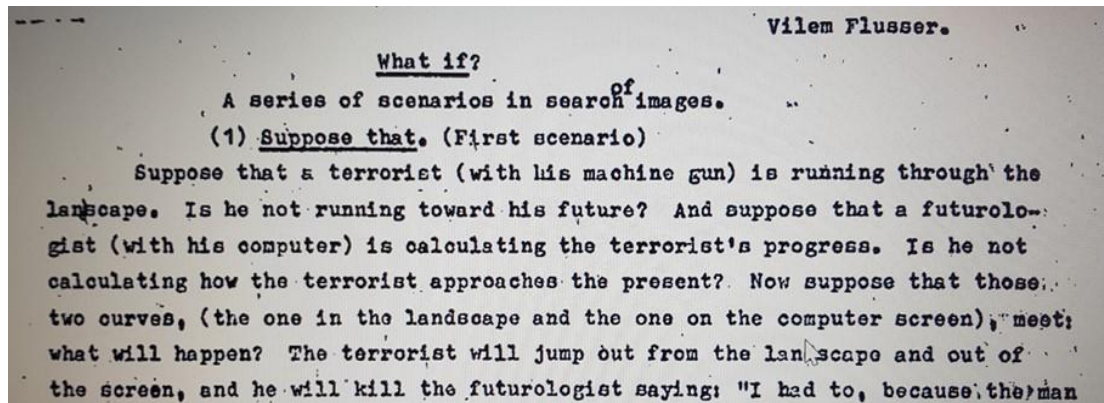 Vilem Flusser.
What if?
A series of scenarios in search of images.
(1) Suppose that. (First scenario)
Suppose that a terrorist (with his machine gun) is running through the
lanscape. Is he not running toward his future? And suppose that a futurolo-
gist (with his computer) is calculating the terrorist's progress. Is he not
calculating how the terrorist approaches the present? Now suppose that those
two curves, (the one in the landscape and the one on the computer screen), meet:
what will happen? The terrorist will jump out from the lanscape and out of
the screen, and he will kill the futurologist saying: "I had to, because the man